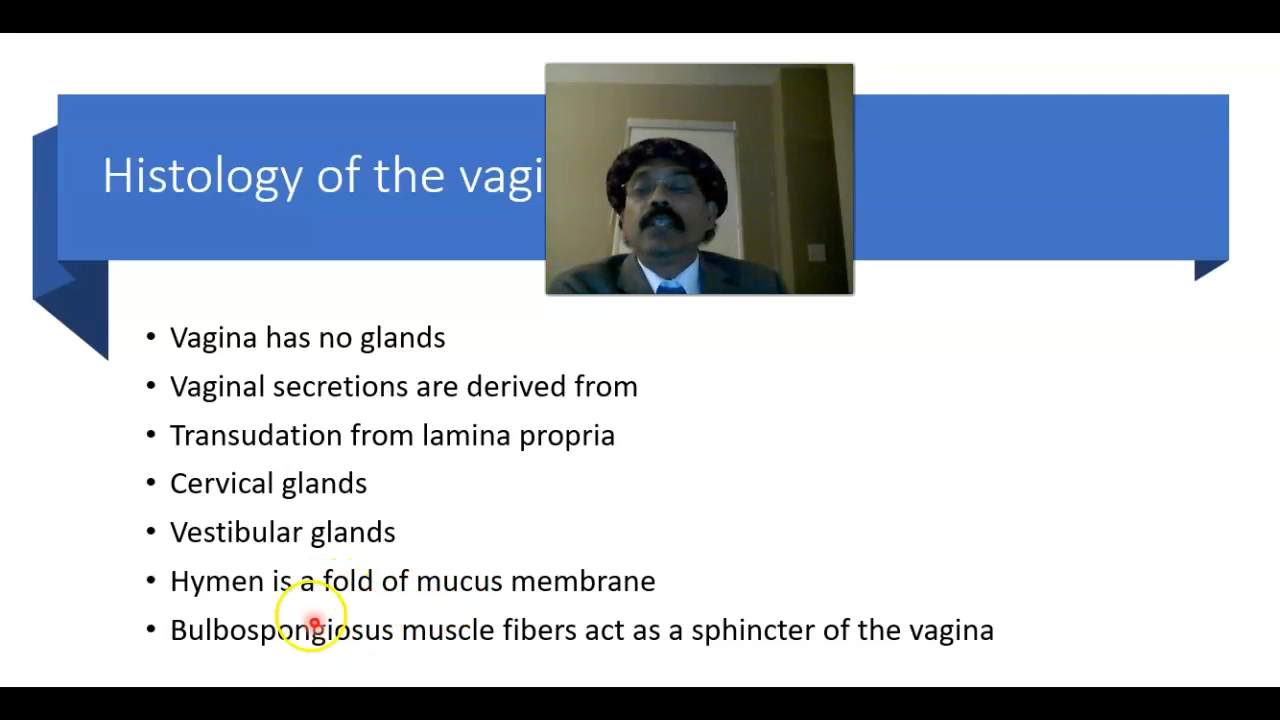 Histology of the vagi
• Vagina has no glands
• Vaginal secretions are derived from
• Transudation from lamina propria
• Cervical glands
• Vestibular glands
• Hymen is a fold of mucus membrane
• Bulbospongiosus muscle fibers act as a sphincter of the vagina